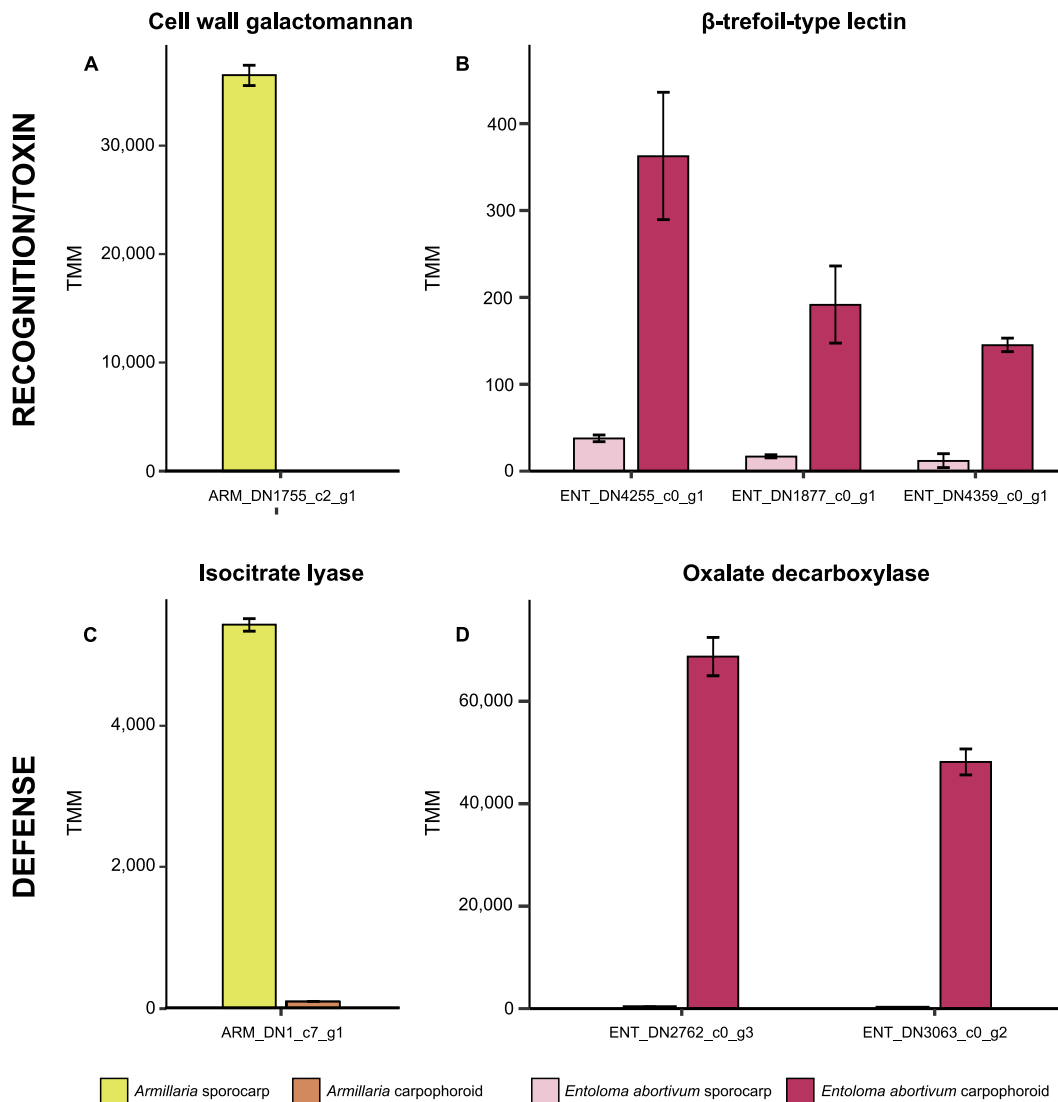 Cell wall galactomannan
β-trefoil-type lectin
RECOGNITION/TOXIN
A
TMM
30,000
20,000
10,000
0
ARM_DN1755_c2_g1
B
TMM
400
300
200
100
0
ENT_DN4255_c0_g1
ENT_DN1877_c0_g1
ENT_DN4359_c0_g1
Isocitrate lyase
Oxalate decarboxylase
DEFENSE
C
TMM
4,000
2,000
0
ARM_DN1_c7_g1
D
TMM
60,000
40,000
20,000
0
ENT_DN2762_c0_g3
ENT_DN3063_c0_g2
Armillaria sporocarp
Armillaria carpophoroid
Entoloma abortivum sporocarp
Entoloma abortivum carpophoroid